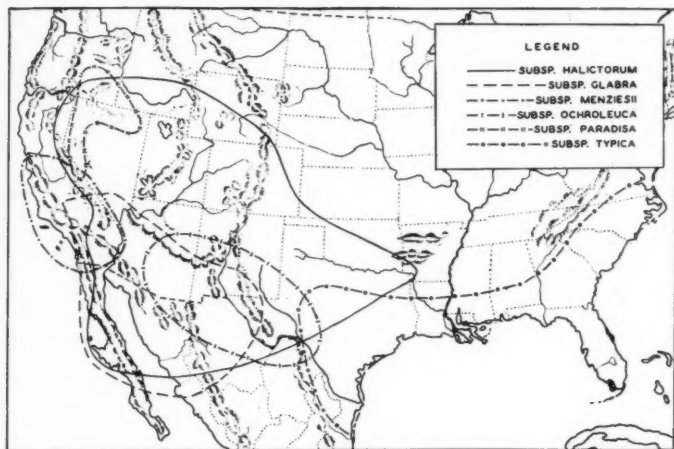 LEGEND
SUBSP. HALICTORUM
SUBSP. GLABRA
SUBSP. MENZIESII
SUBSP. OCHROLEUCA
SUBSP. PARADISA
SUBSP. TYPICA